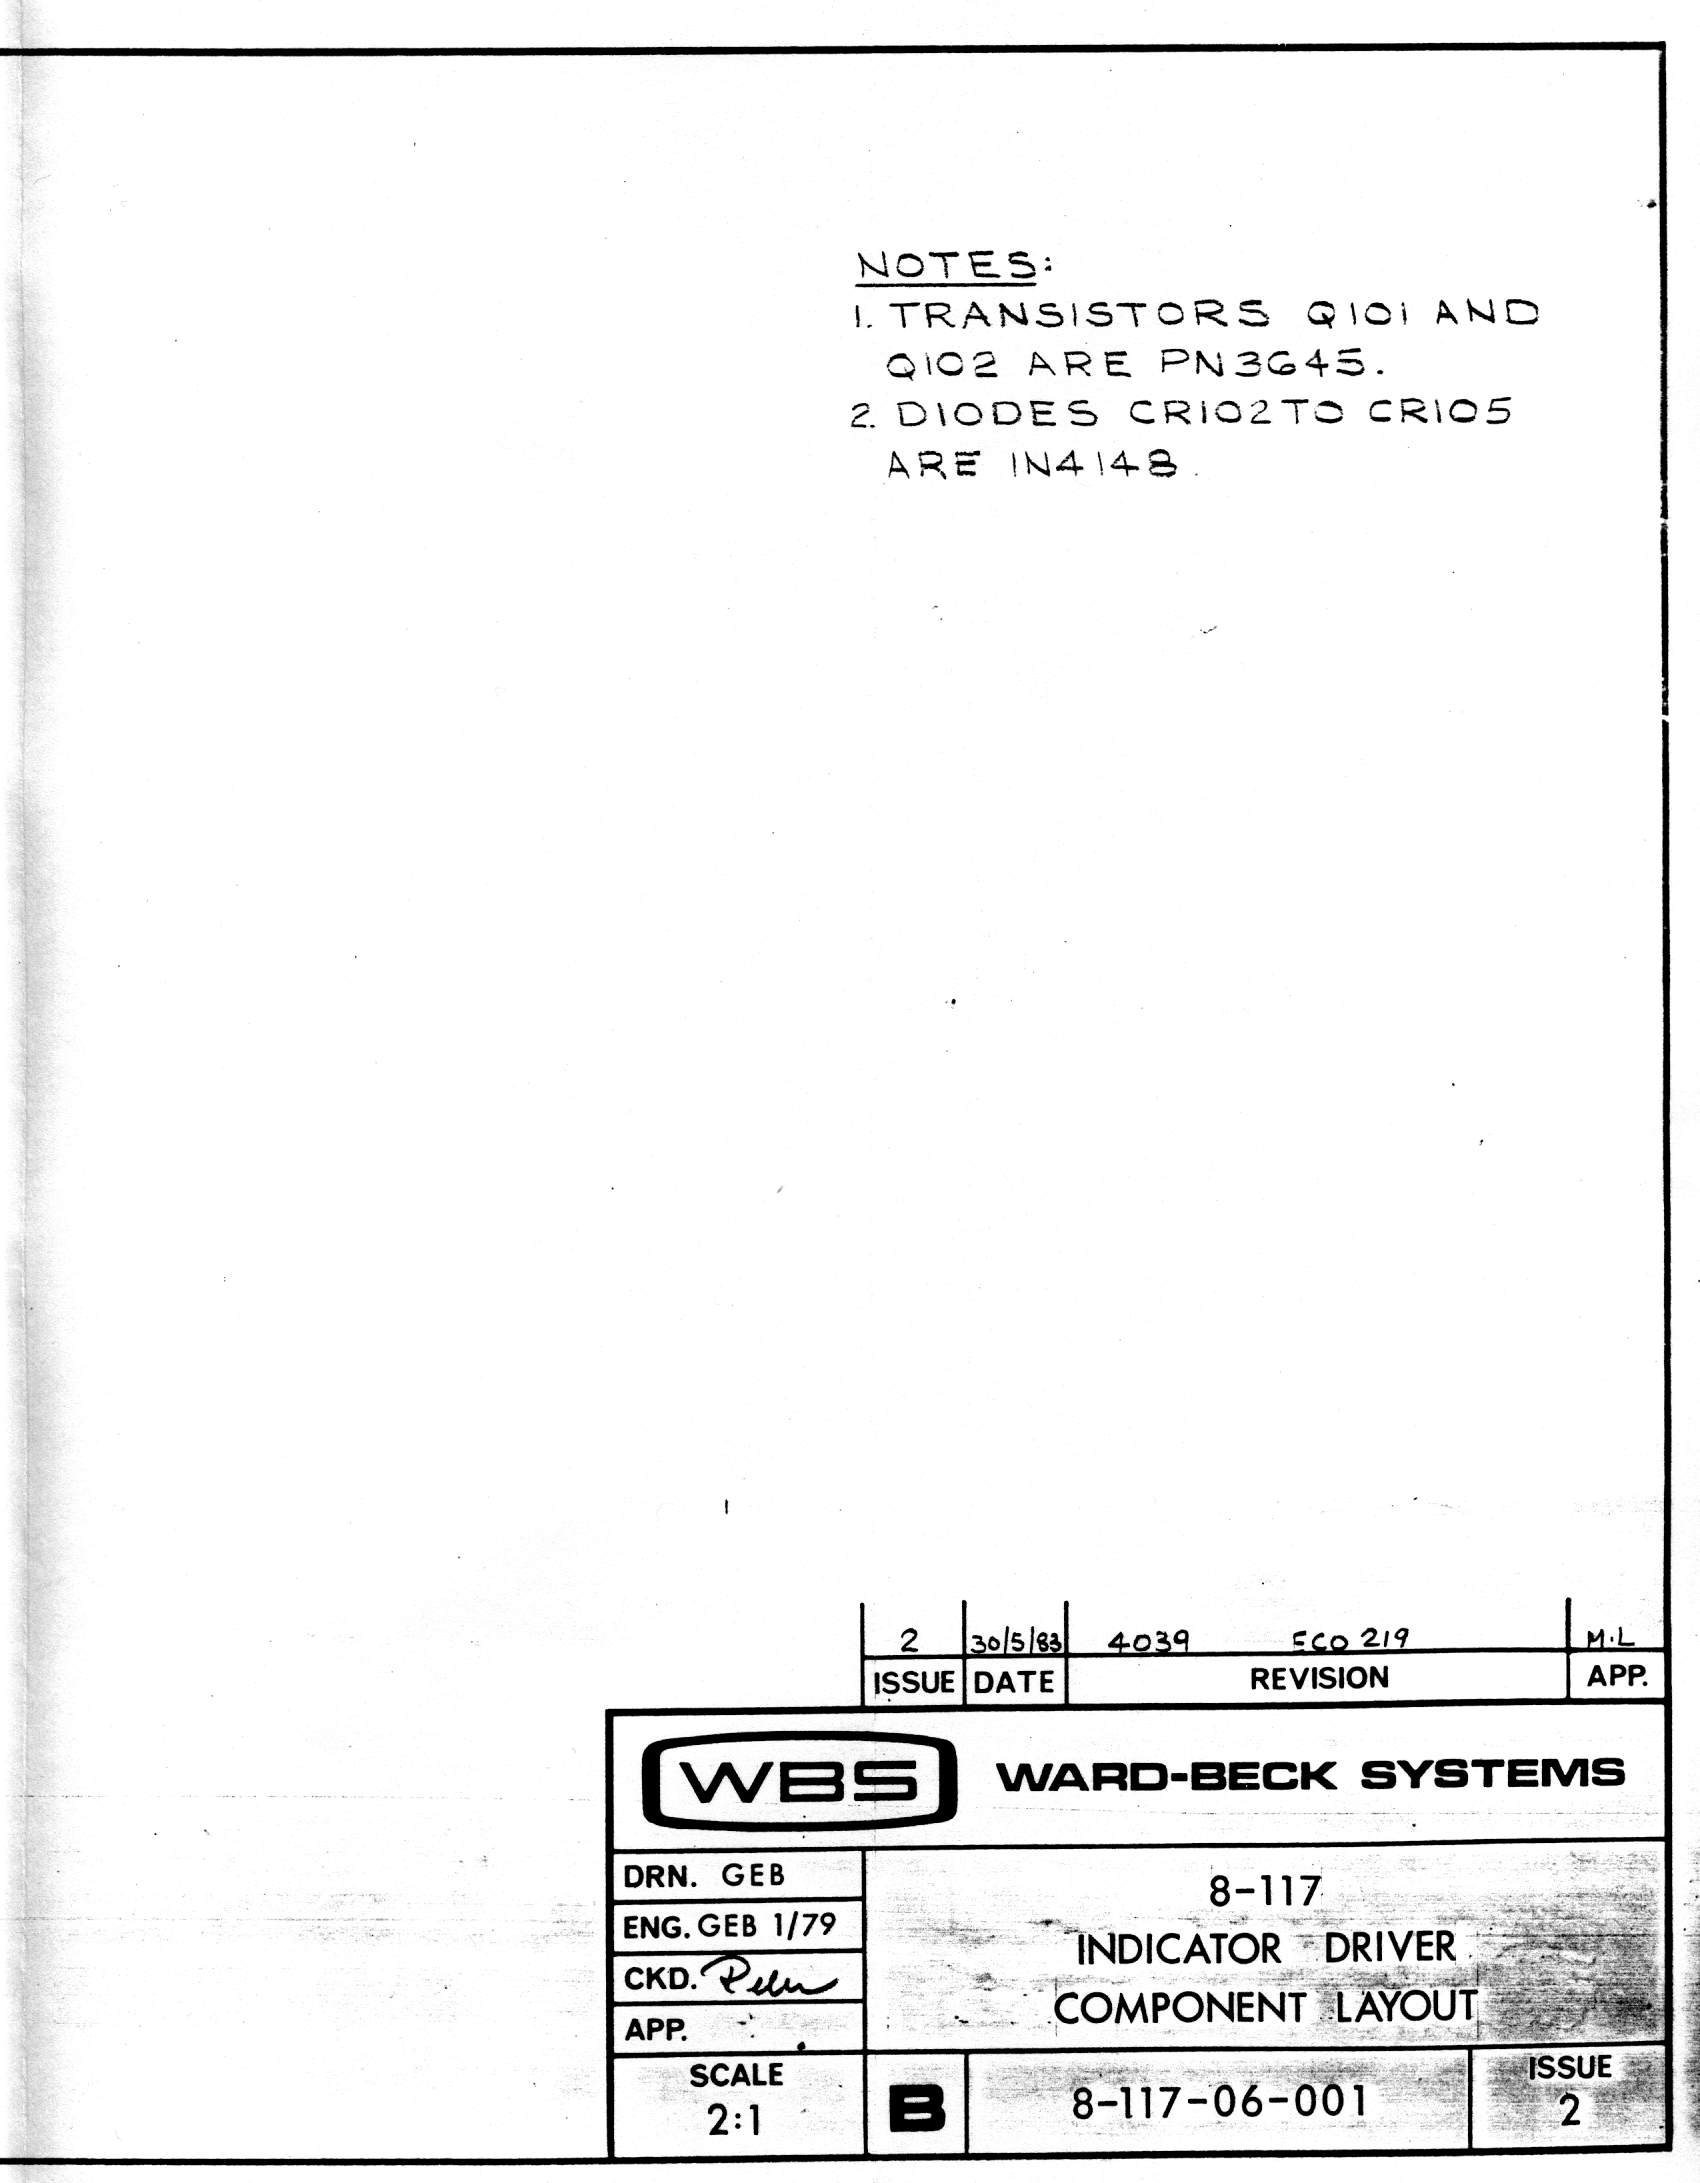 NOTES:
1. TRANSISTORS Q101 AND
Q102 ARE PN3645.
2. DIODES CR102 TO CR105
ARE 1N4148.
2 30/5/83 4039 ECO 219 M.L
ISSUE DATE REVISION APP.
WBS WARD-BECK SYSTEMS
DRN. GEB
ENG. GEB 1/79
CKD.
APP.
8-117
INDICATOR DRIVER
COMPONENT LAYOUT
SCALE
2:1
B
8-117-06-001
ISSUE
2